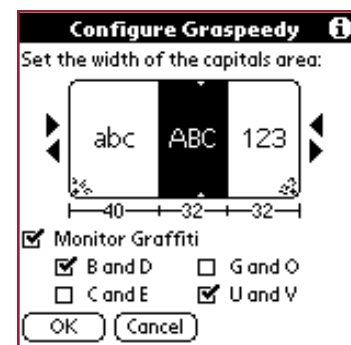 Configure Graspeedy i
Set the width of the capitals area:
abc ABC 123
40 32 32
Monitor Graffiti
B and D G and O
C and E U and V
OK Cancel